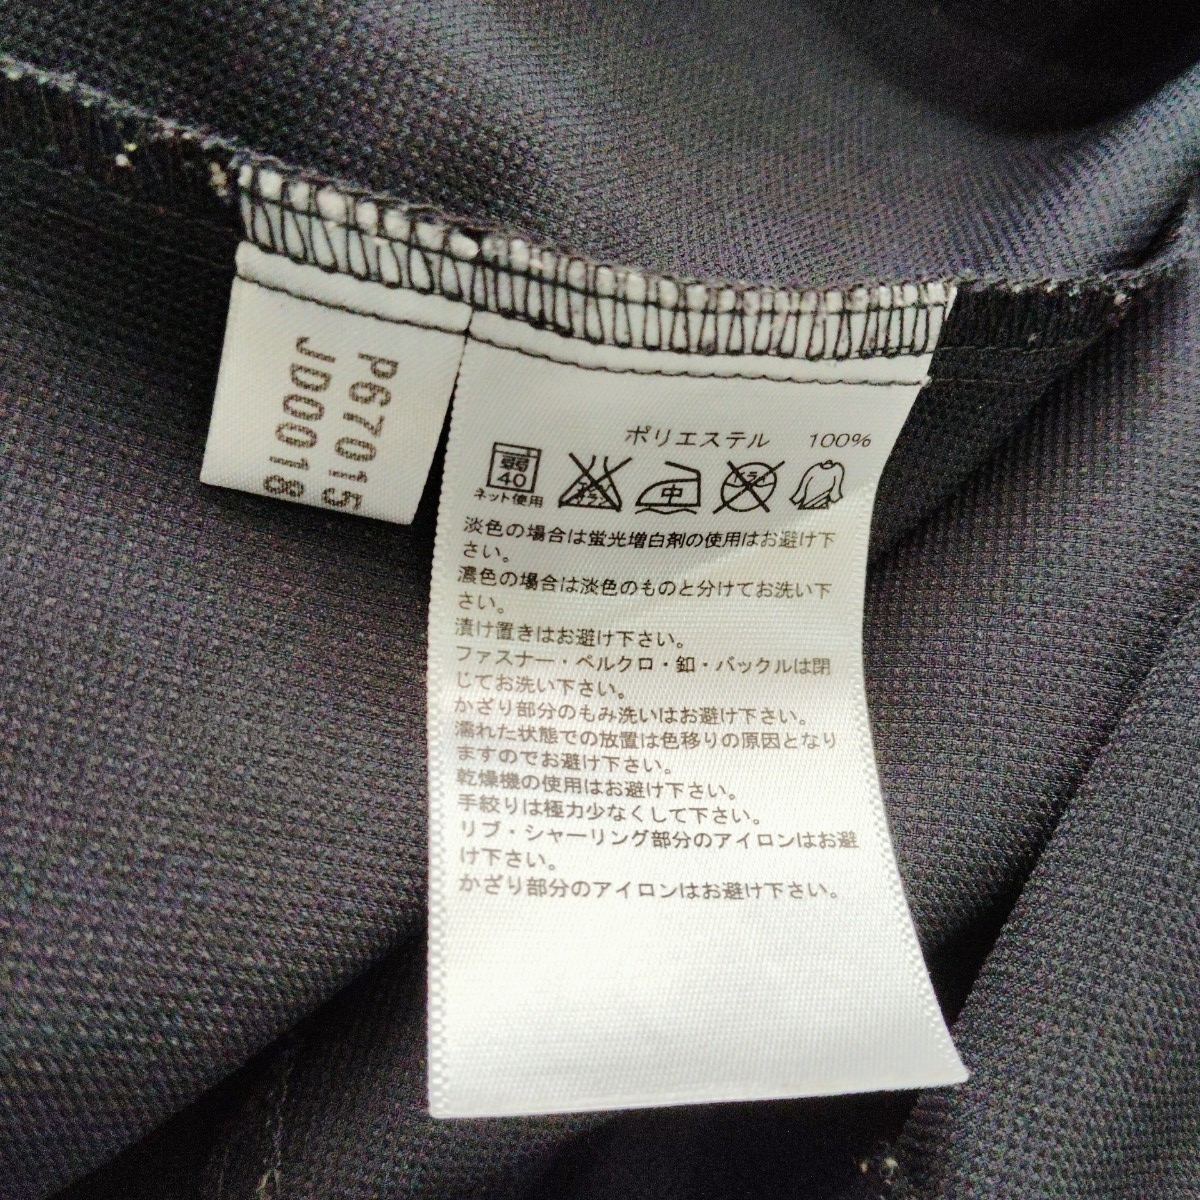 P67015
JD0018
ポリエステル 100%
弱
40
ネット使用
エンソ
サラシ
中
ドライ
淡色の場合は蛍光増白剤の使用はお避け下
さい。
濃色の場合は淡色のものと分けてお洗い下
さい。
漬け置きはお避け下さい。
ファスナー・ベルクロ・釦・バックルは閉
じてお洗い下さい。
かざり部分のもみ洗いはお避け下さい。
濡れた状態での放置は色移りの原因となり
ますのでお避け下さい。
乾燥機の使用はお避け下さい。
手絞りは極力少なくして下さい。
リブ・シャーリング部分のアイロンはお避
け下さい。
かざり部分のアイロンはお避け下さい。